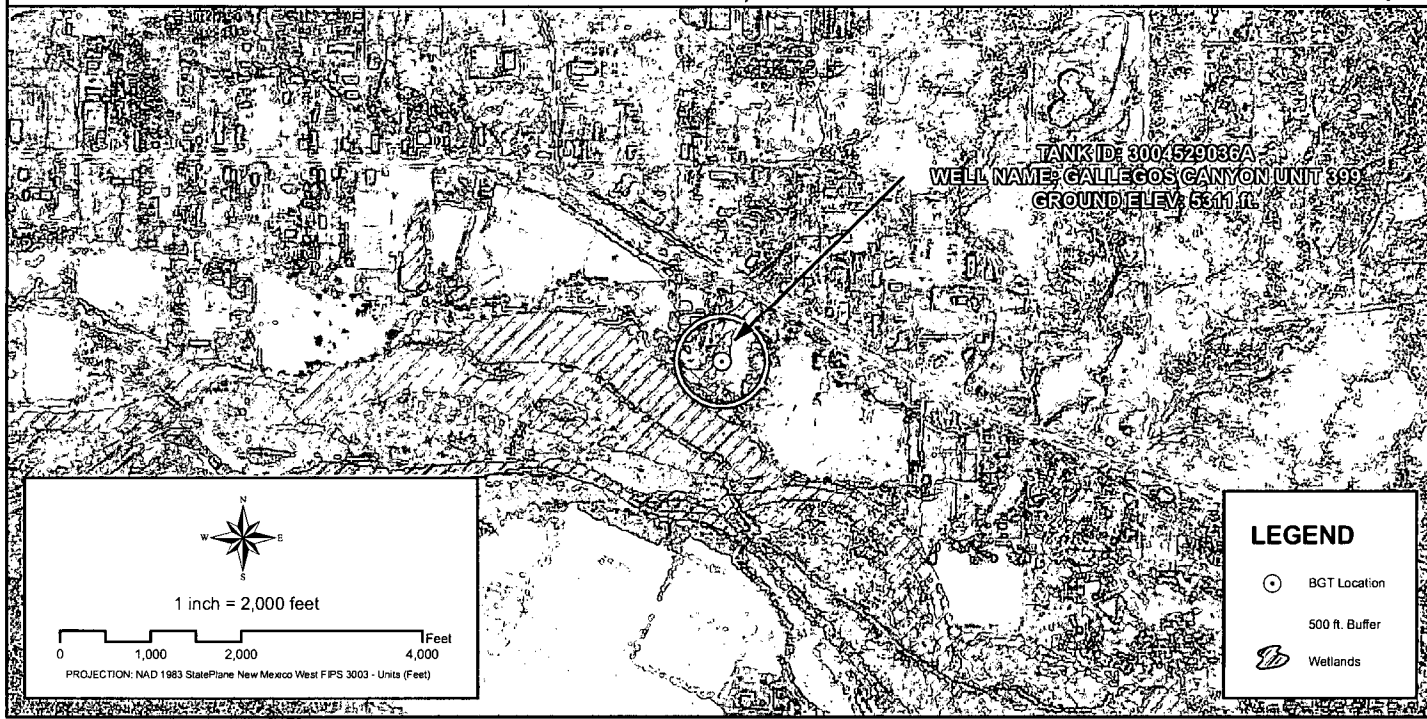 TANK ID: 3004529036A
WELL NAME: GALLEGOS CANYON UNIT 399
GROUND ELEV: 5311 ft.
N
W E
S
1 inch = 2,000 feet
Feet
0 1,000 2,000 4,000
PROJECTION: NAD 1983 StatePlane New Mexico West FIPS 3003 - Units (Feet)
LEGEND
BGT Location
500 ft. Buffer
Wetlands